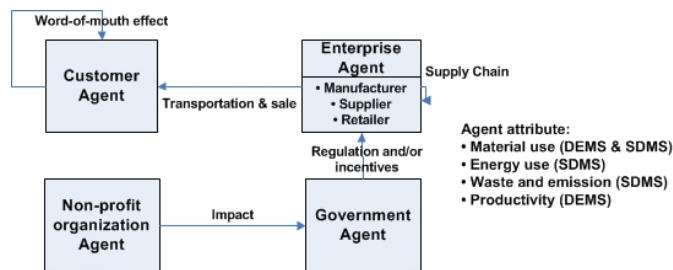 Word-of-mouth effect
Customer
Agent
Transportation & sale
Enterprise
Agent
• Manufacturer
• Supplier
• Retailer
Supply Chain
Regulation and/or
incentives
Agent attribute:
• Material use (DEMS & SDMS)
• Energy use (SDMS)
• Waste and emission (SDMS)
• Productivity (DEMS)
Non-profit
organization
Agent
Impact
Government
Agent